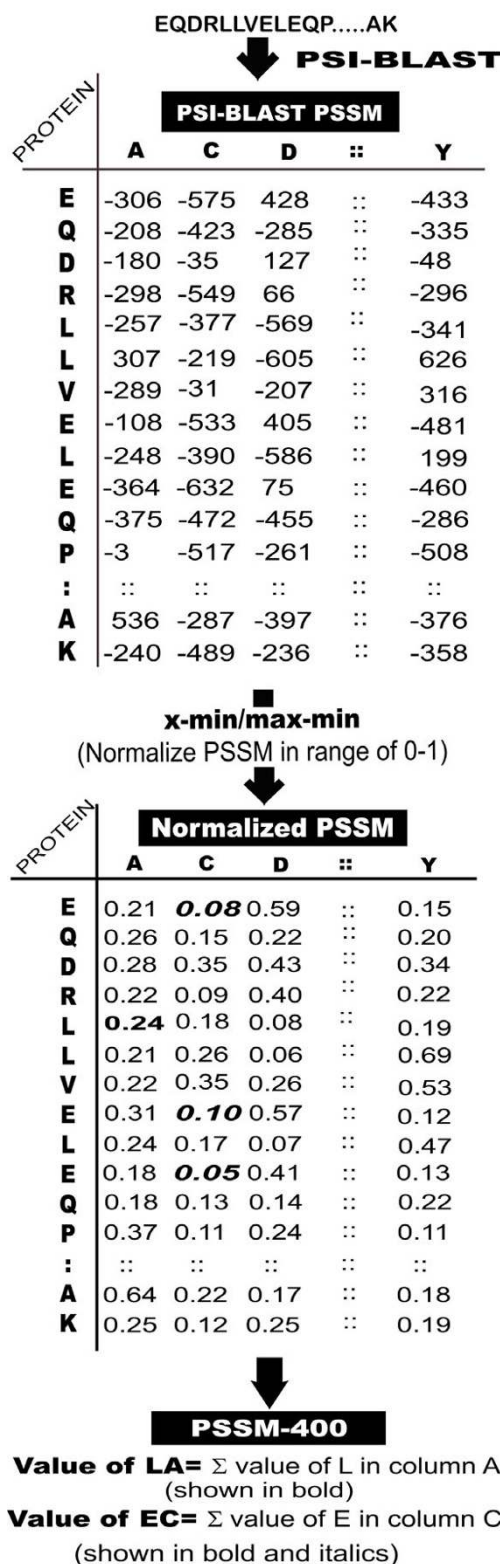 EQDRLLVELEQP.....AK
PSI-BLAST
PROTEIN
PSI-BLAST PSSM
A C D :: Y
E -306 -575 428 :: -433
Q -208 -423 -285 :: -335
D -180 -35 127 :: -48
R -298 -549 66 :: -296
L -257 -377 -569 :: -341
L 307 -219 -605 :: 626
V -289 -31 -207 :: 316
E -108 -533 405 :: -481
L -248 -390 -586 :: 199
E -364 -632 75 :: -460
Q -375 -472 -455 :: -286
P -3 -517 -261 :: -508
: :: :: :: :: ::
A 536 -287 -397 :: -376
K -240 -489 -236 :: -358
x-min/max-min
(Normalize PSSM in range of 0-1)
PROTEIN
Normalized PSSM
A C D :: Y
E 0.21 0.08 0.59 :: 0.15
Q 0.26 0.15 0.22 :: 0.20
D 0.28 0.35 0.43 :: 0.34
R 0.22 0.09 0.40 :: 0.22
L 0.24 0.18 0.08 :: 0.19
L 0.21 0.26 0.06 :: 0.69
V 0.22 0.35 0.26 :: 0.53
E 0.31 0.10 0.57 :: 0.12
L 0.24 0.17 0.07 :: 0.47
E 0.18 0.05 0.41 :: 0.13
Q 0.18 0.13 0.14 :: 0.22
P 0.37 0.11 0.24 :: 0.11
: :: :: :: :: ::
A 0.64 0.22 0.17 :: 0.18
K 0.25 0.12 0.25 :: 0.19
PSSM-400
Value of LA= Σ value of L in column A
(shown in bold)
Value of EC= Σ value of E in column C
(shown in bold and italics)